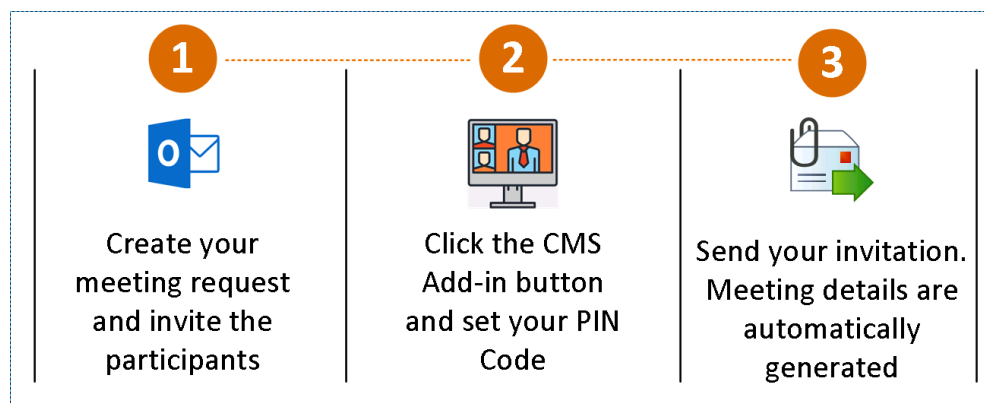 1
2
3
O
Create your
meeting request
and invite the
participants
Click the CMS
Add-in button
and set your PIN
Code
Send your invitation.
Meeting details are
automatically
generated